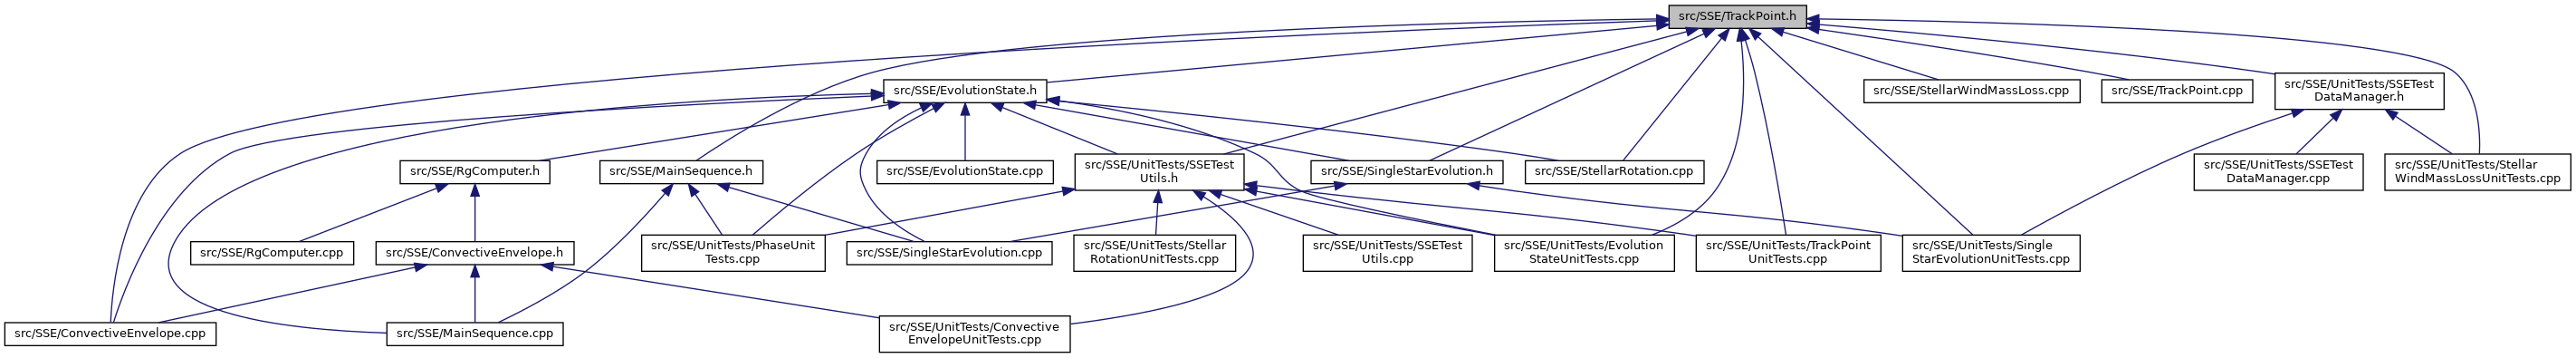 src/SSE/TrackPoint.h
src/SSE/EvolutionState.h
src/SSE/StellarWindMassLoss.cpp
src/SSE/TrackPoint.cpp
src/SSE/UnitTests/SSETest
DataManager.h
src/SSE/RgComputer.h
src/SSE/MainSequence.h
src/SSE/EvolutionState.cpp
src/SSE/UnitTests/SSETest
Utils.h
src/SSE/SingleStarEvolution.h
src/SSE/StellarRotation.cpp
src/SSE/UnitTests/SSETest
DataManager.cpp
src/SSE/UnitTests/Stellar
WindMassLossUnitTests.cpp
src/SSE/RgComputer.cpp
src/SSE/ConvectiveEnvelope.h
src/SSE/UnitTests/PhaseUnit
Tests.cpp
src/SSE/SingleStarEvolution.cpp
src/SSE/UnitTests/Stellar
RotationUnitTests.cpp
src/SSE/UnitTests/SSETest
Utils.cpp
src/SSE/UnitTests/Evolution
StateUnitTests.cpp
src/SSE/UnitTests/TrackPoint
UnitTests.cpp
src/SSE/UnitTests/Single
StarEvolutionUnitTests.cpp
src/SSE/ConvectiveEnvelope.cpp
src/SSE/MainSequence.cpp
src/SSE/UnitTests/Convective
EnvelopeUnitTests.cpp